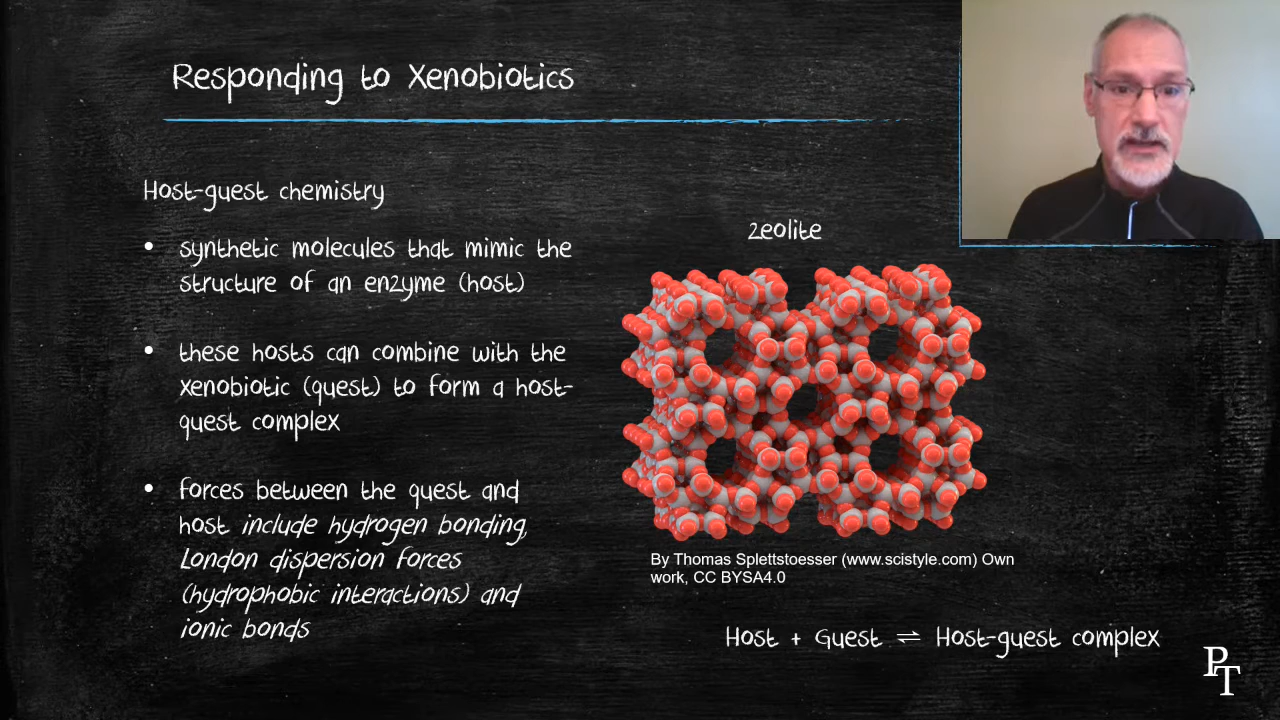 Responding to Xenobiotics
Host-guest chemistry
• synthetic molecules that mimic the
structure of an enzyme (host)
• these hosts can combine with the
xenobiotic (quest) to form a host-
quest complex
• forces between the quest and
host include hydrogen bonding,
London dispersion forces
(hydrophobic interactions) and
ionic bonds
zeolite
By Thomas Splettstoesser (www.scistyle.com) Own
work, CC BYSA4.0
Host + Guest ⇌ Host-guest complex
PT